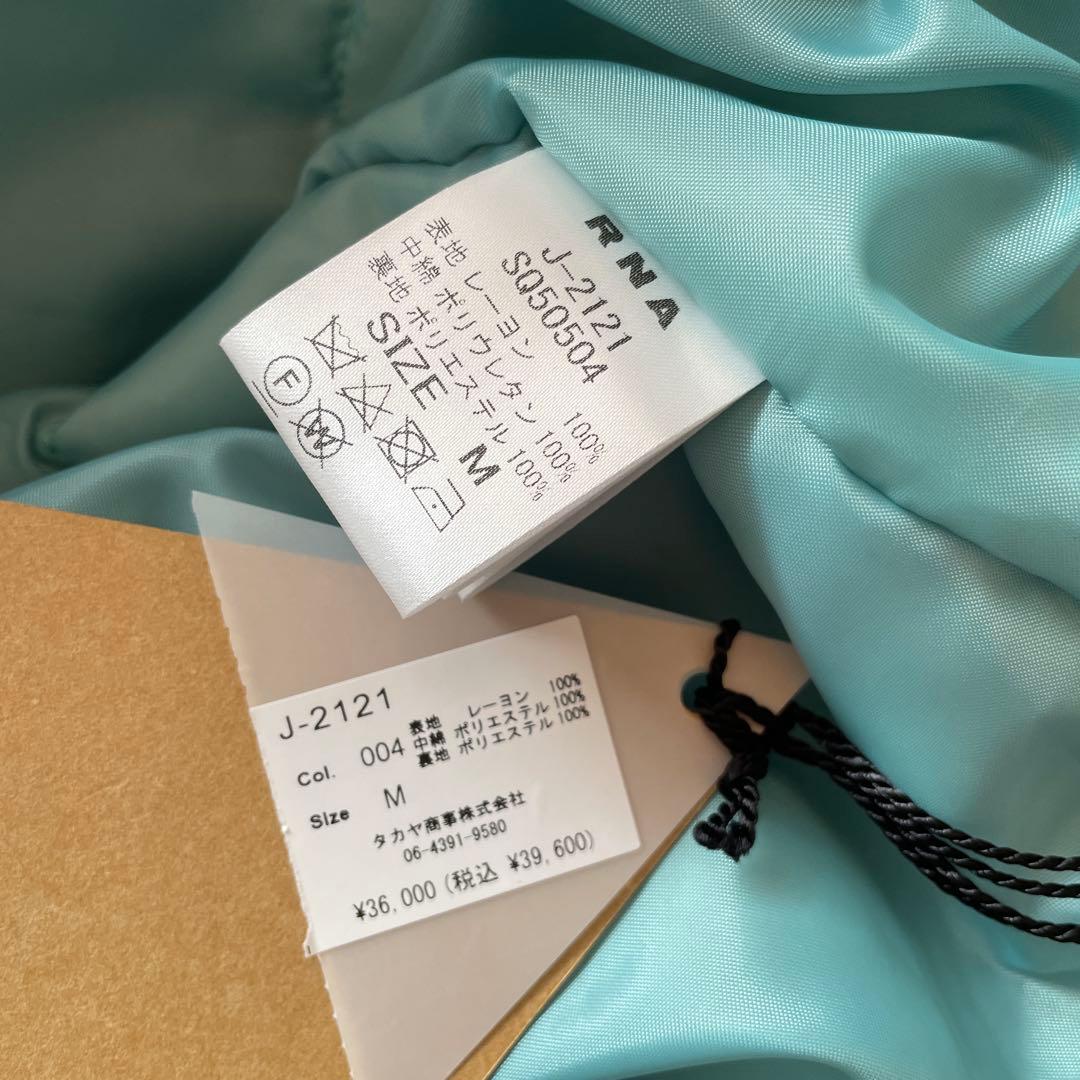 RNA
J-2121
SQ50504
表地 レーヨン 100%
中綿 ポリウレタン 100%
裏地 ポリエステル 100%
SIZE M
F
W
J-2121
Col. 004
表地 レーヨン 100%
中綿 ポリエステル 100%
裏地 ポリエステル 100%
Size M
タカヤ商事株式会社
06-4391-9580
¥36,000 (税込 ¥39,600)